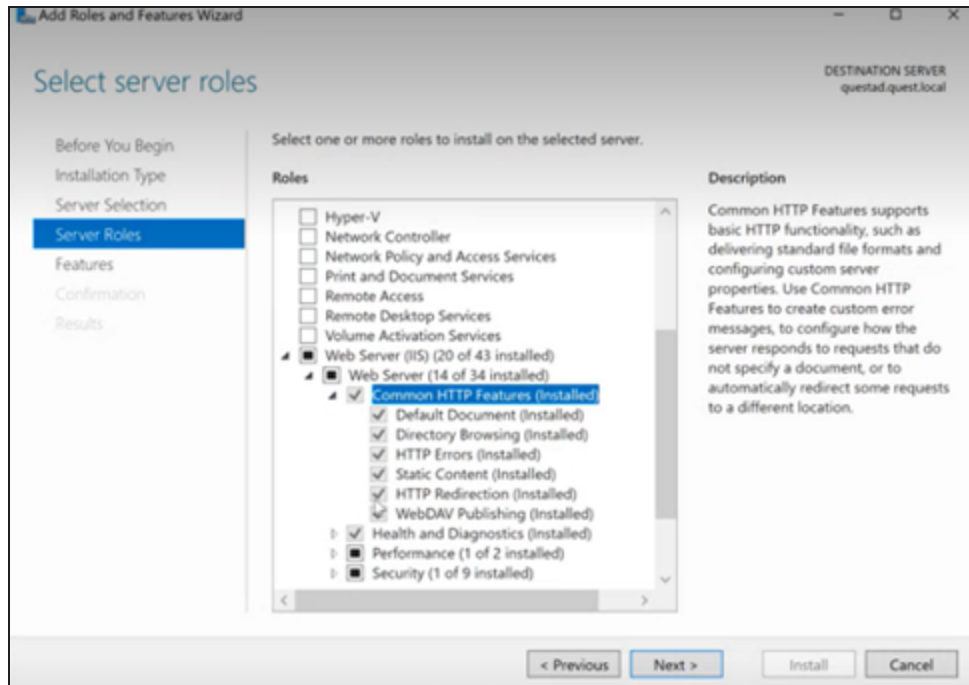 Add Roles and Features Wizard
Select server roles
DESTINATION SERVER
questad.quest.local
Before You Begin
Installation Type
Server Selection
Server Roles
Features
Confirmation
Results
Select one or more roles to install on the selected server.
Roles
Hyper-V
Network Controller
Network Policy and Access Services
Print and Document Services
Remote Access
Remote Desktop Services
Volume Activation Services
Web Server (IIS) (20 of 43 installed)
Web Server (14 of 34 installed)
Common HTTP Features (Installed)
Default Document (Installed)
Directory Browsing (Installed)
HTTP Errors (Installed)
Static Content (Installed)
HTTP Redirection (Installed)
WebDAV Publishing (Installed)
Health and Diagnostics (Installed)
Performance (1 of 2 installed)
Security (1 of 9 installed)
Description
Common HTTP Features supports
basic HTTP functionality, such as
delivering standard file formats and
configuring custom server
properties. Use Common HTTP
Features to create custom error
messages, to configure how the
server responds to requests that do
not specify a document, or to
automatically redirect some requests
to a different location.
< Previous
Next >
Install
Cancel